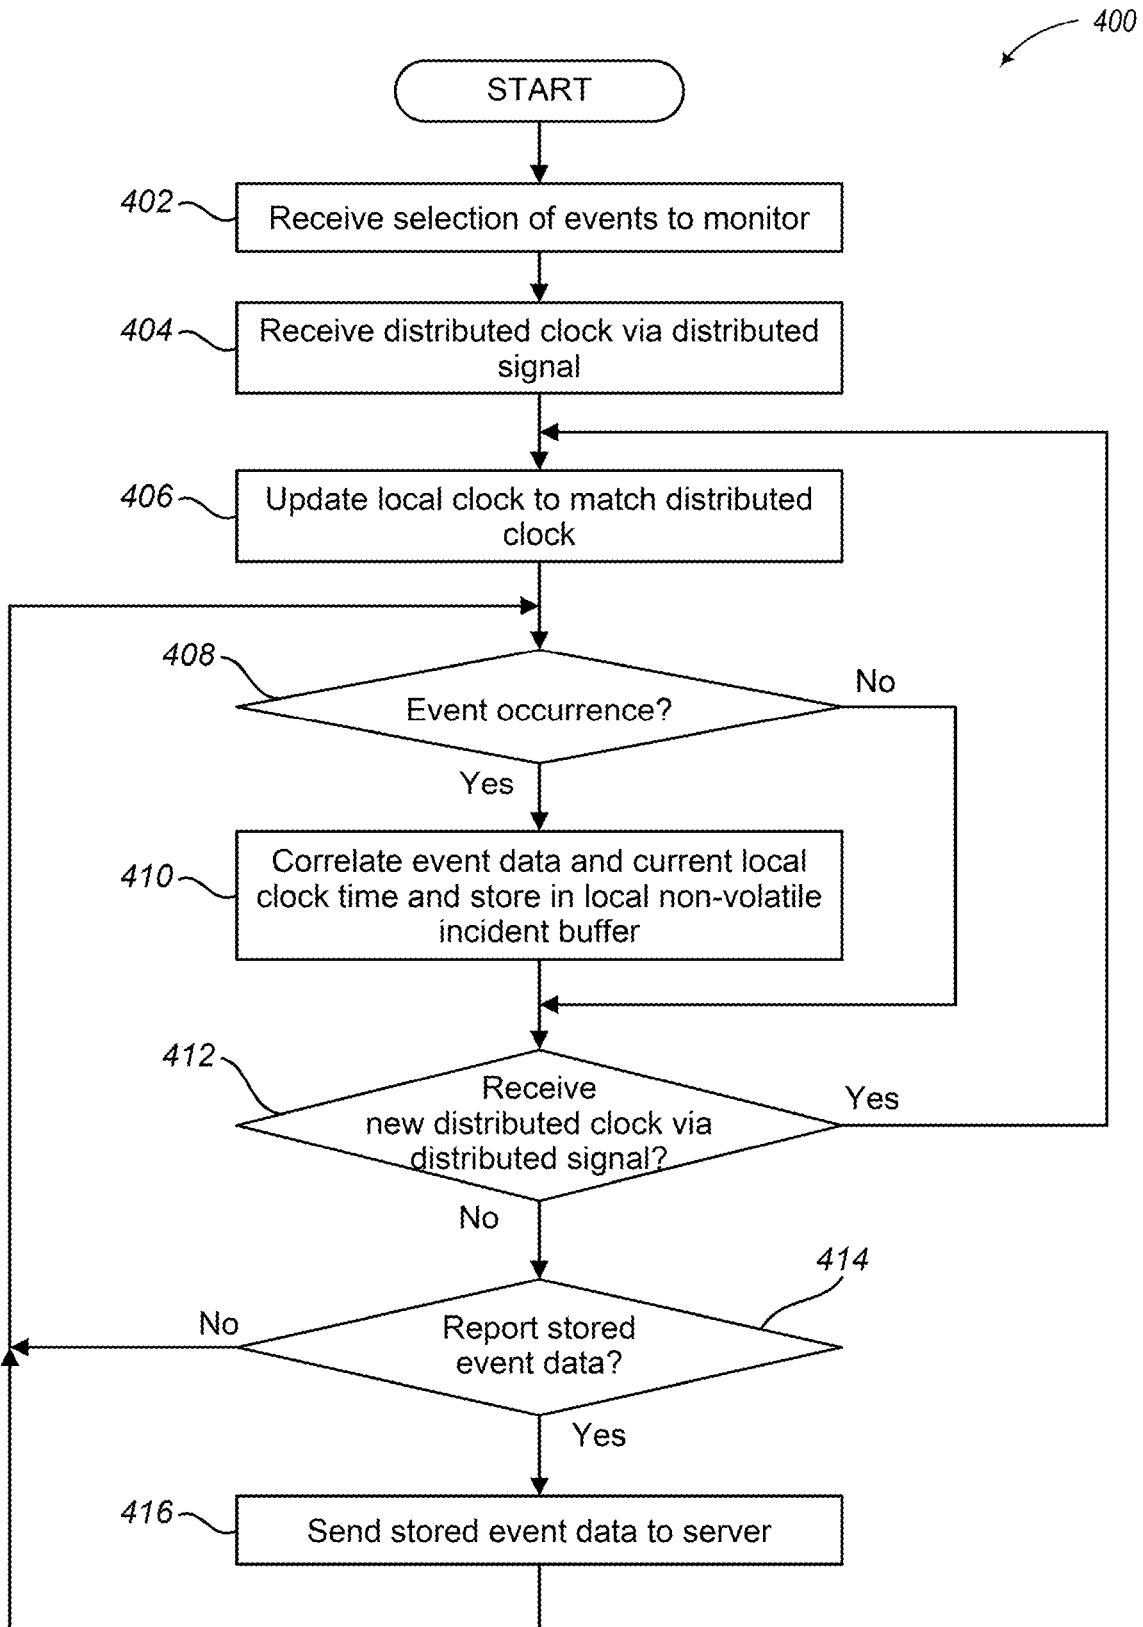 400
START
402
Receive selection of events to monitor
404
Receive distributed clock via distributed
signal
406
Update local clock to match distributed
clock
408
Event occurrence?
No
Yes
410
Correlate event data and current local
clock time and store in local non-volatile
incident buffer
412
Receive
new distributed clock via
distributed signal?
Yes
No
414
Report stored
event data?
No
Yes
416
Send stored event data to server